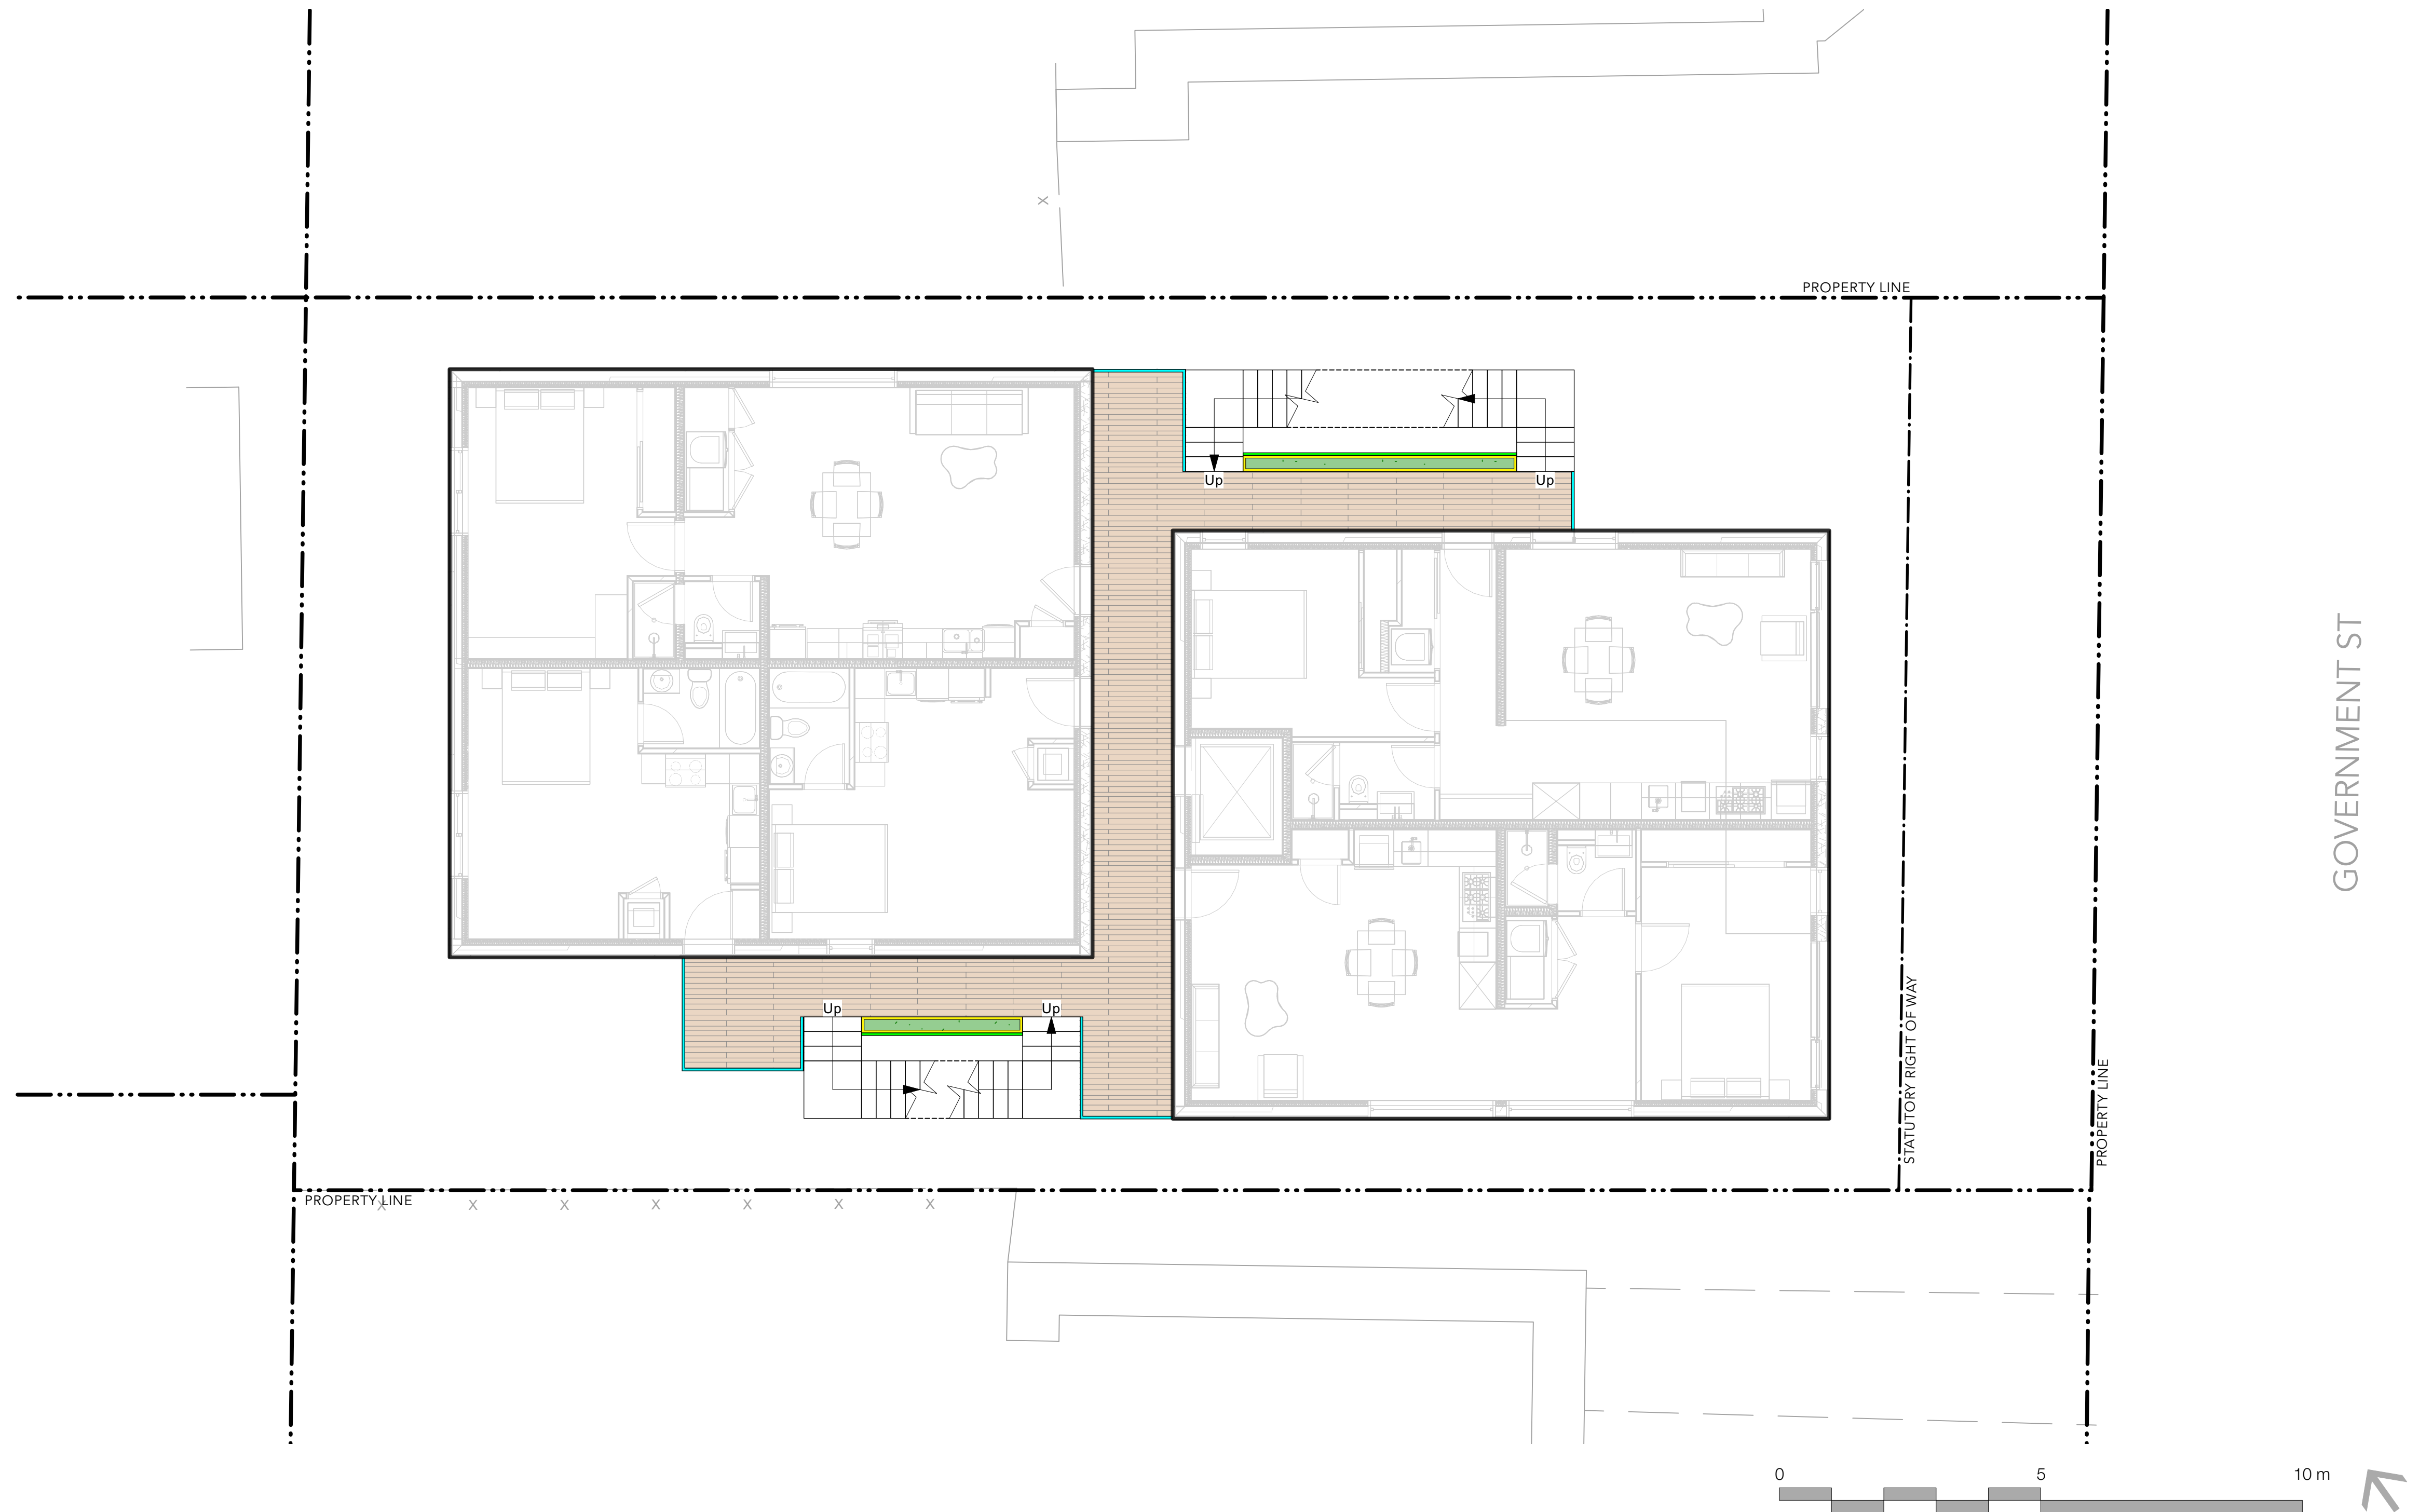 x
PROPERTY LINE
Up
Up
GOVERNMENT ST
Up
Up
STATUTORY RIGHT OF WAY
PROPERTY LINE
PROPERTY LINE
x x x x x x x
0 5 10 m